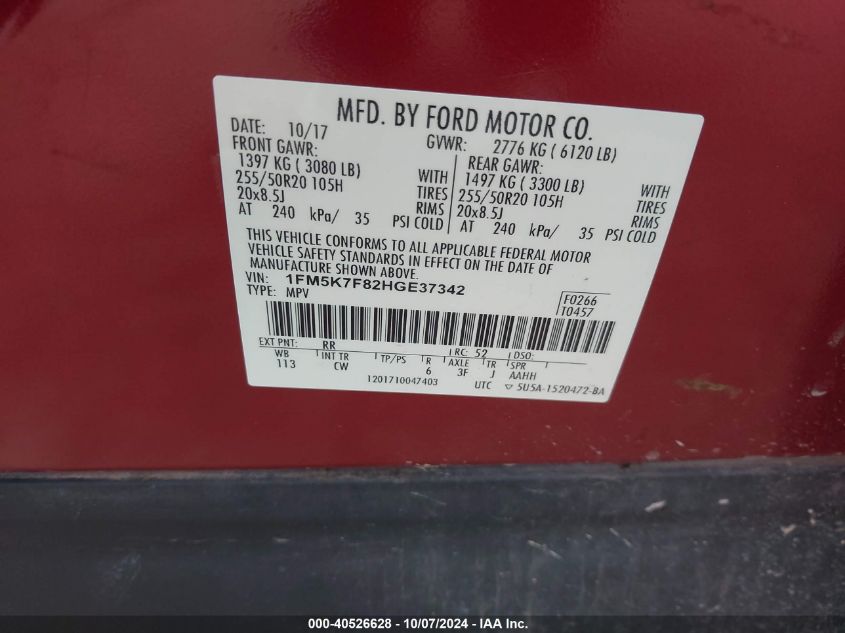 MFD. BY FORD MOTOR CO.
DATE: 10/17 GVWR: 2776 KG ( 6120 LB)
FRONT GAWR: REAR GAWR:
1397 KG ( 3080 LB) WITH 1497 KG ( 3300 LB) WITH
255/50R20 105H TIRES 255/50R20 105H TIRES
20x8.5J RIMS 20x8.5J RIMS
AT 240 kPa/ 35 PSI COLD AT 240 kPa/ 35 PSI COLD
THIS VEHICLE CONFORMS TO ALL APPLICABLE FEDERAL MOTOR
VEHICLE SAFETY STANDARDS IN EFFECT ON THE DATE OF
MANUFACTURE SHOWN ABOVE.
VIN: 1FM5K7F82HGE37342 F0266
TYPE: MPV T0457
EXT PNT: RR RC: 52 DSO:
WB INT TR TP/PS R AXLE TR SPR
113 CW 6 3F J AAHH
1201710047403 UTC ▽ 5U5A-1520472-BA
000-40526628 - 10/07/2024 - IAA Inc.